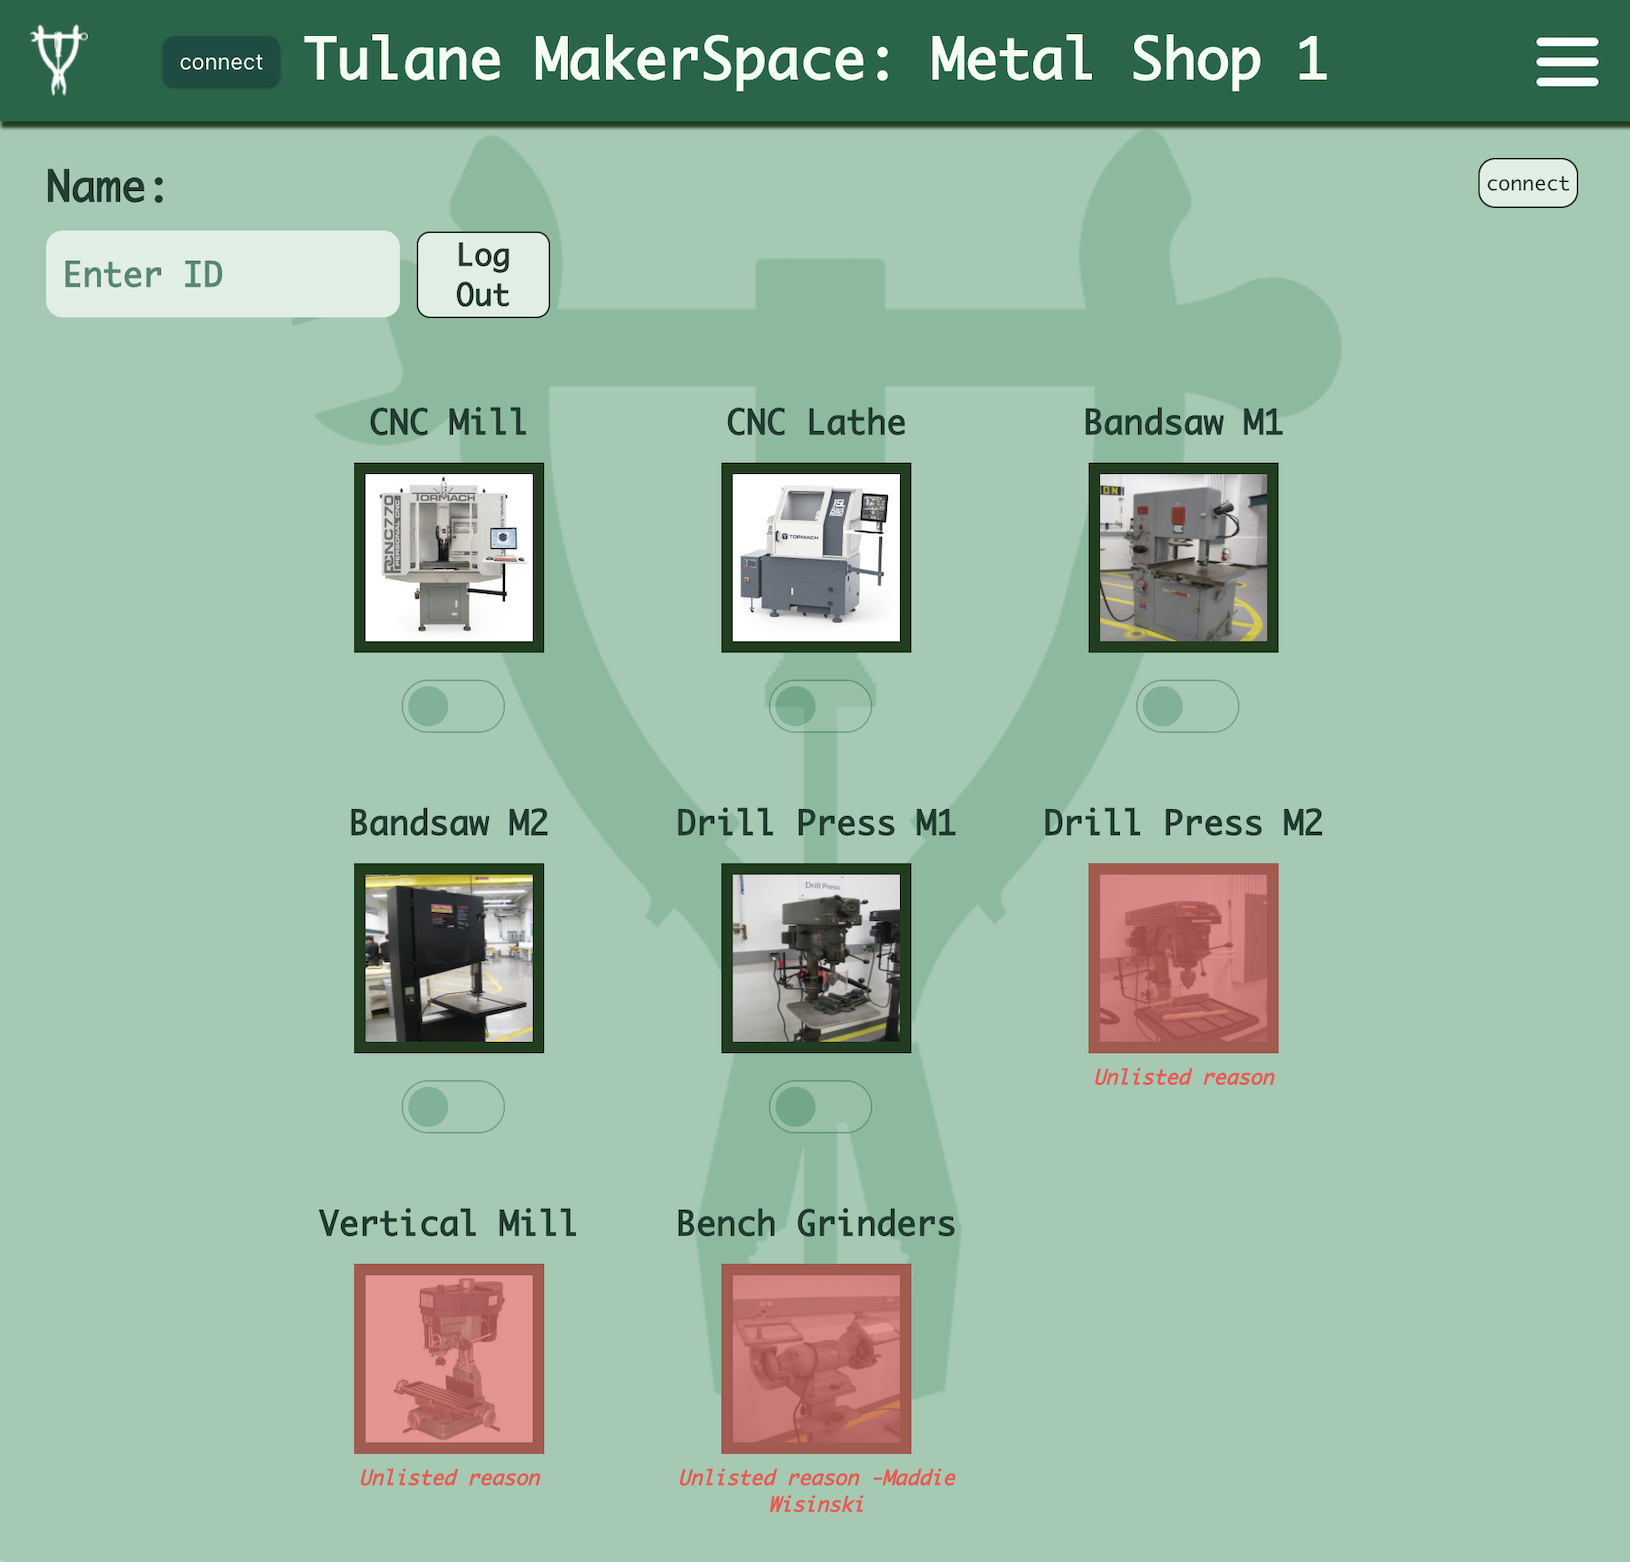 connect
Tulane MakerSpace: Metal Shop 1
Name:
connect
Enter ID
Log
Out
CNC Mill
CNC Lathe
Bandsaw M1
TORMACH
PCNC770
PERSONAL CNC
TORMACH
Bandsaw M2
Drill Press M1
Drill Press M2
Drill Press
Unlisted reason
Vertical Mill
Bench Grinders
Unlisted reason
Unlisted reason -Maddie
Wisinski